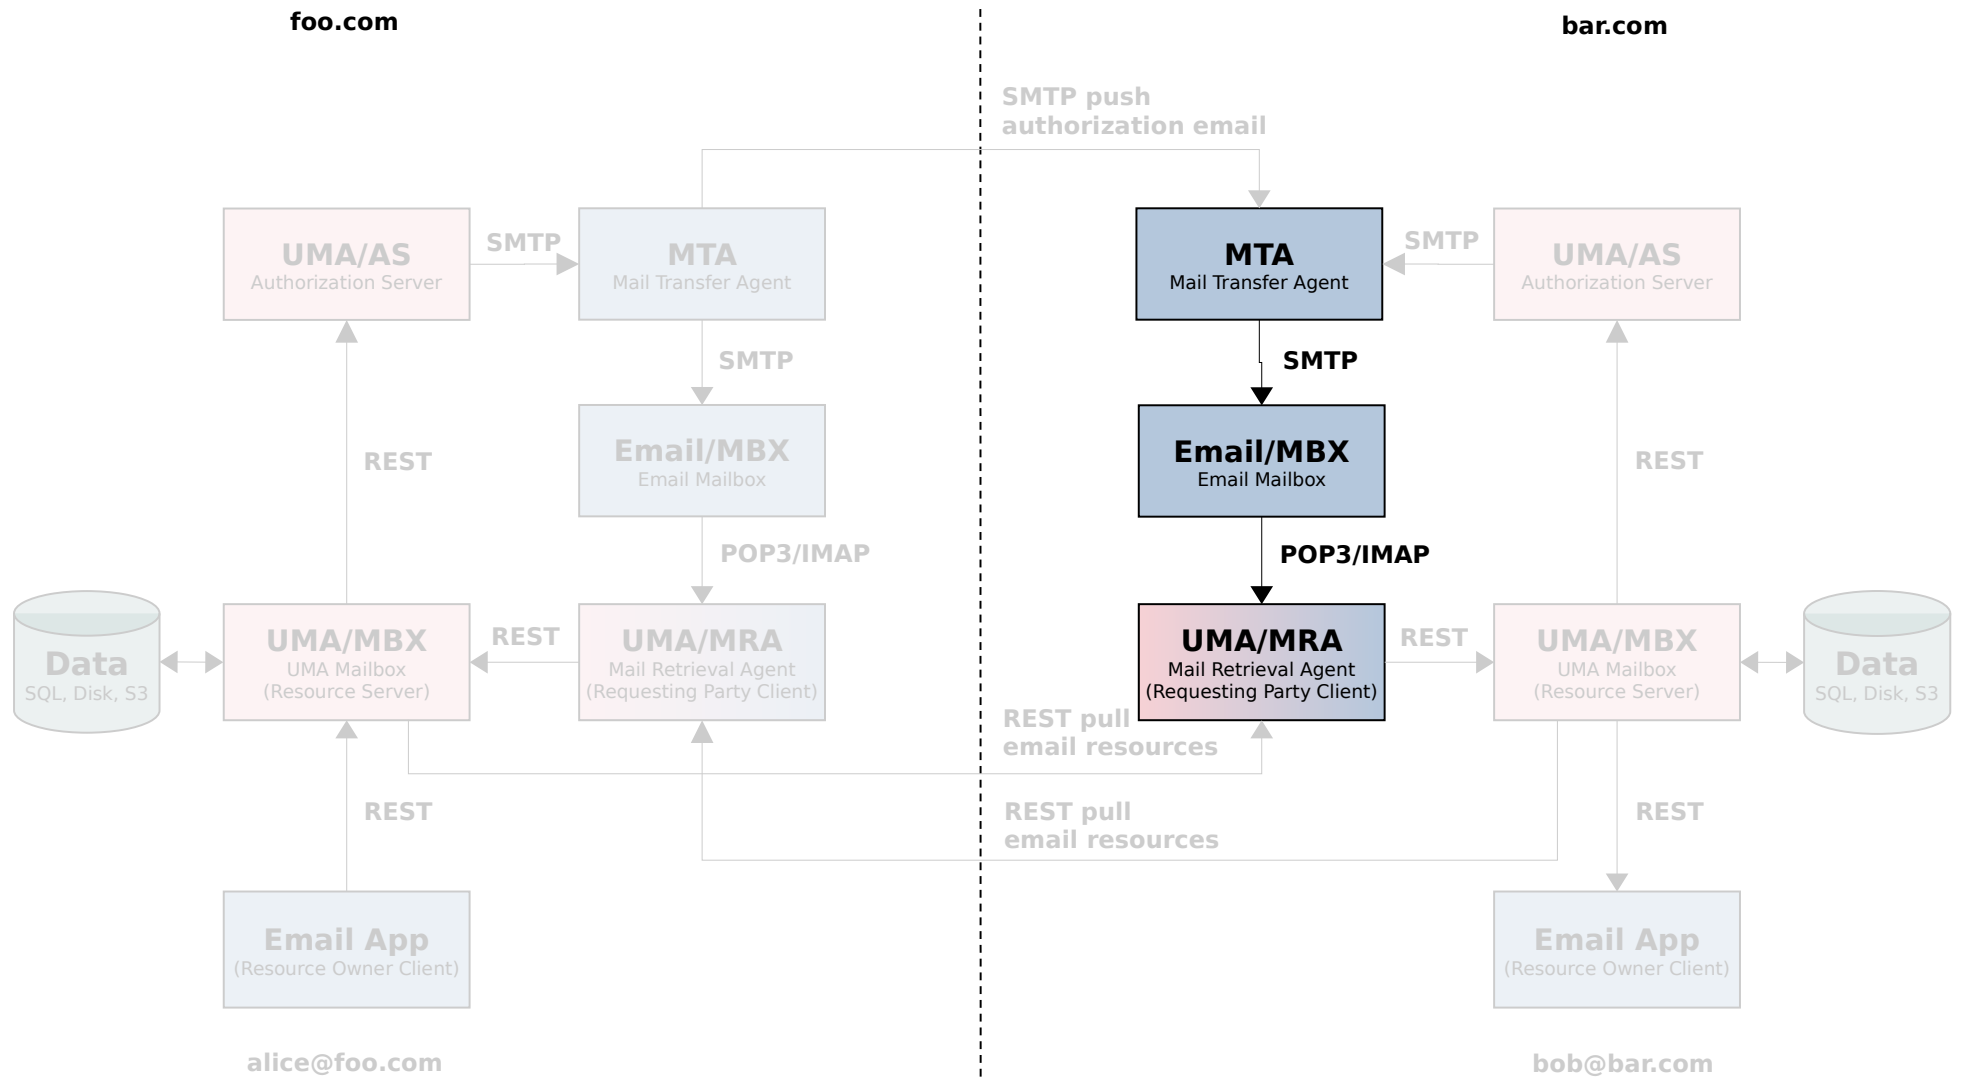 foo.com
bar.com
SMTP push
authorization email
UMA/AS
Authorization Server
SMTP
MTA
Mail Transfer Agent
MTA
Mail Transfer Agent
SMTP
UMA/AS
Authorization Server
SMTP
SMTP
REST
Email/MBX
Email Mailbox
Email/MBX
Email Mailbox
REST
POP3/IMAP
POP3/IMAP
Data
SQL, Disk, S3
UMA/MBX
UMA Mailbox
(Resource Server)
REST
UMA/MRA
Mail Retrieval Agent
(Requesting Party Client)
UMA/MRA
Mail Retrieval Agent
(Requesting Party Client)
REST
UMA/MBX
UMA Mailbox
(Resource Server)
Data
SQL, Disk, S3
REST pull
email resources
REST
REST pull
email resources
REST
Email App
(Resource Owner Client)
Email App
(Resource Owner Client)
alice@foo.com
bob@bar.com